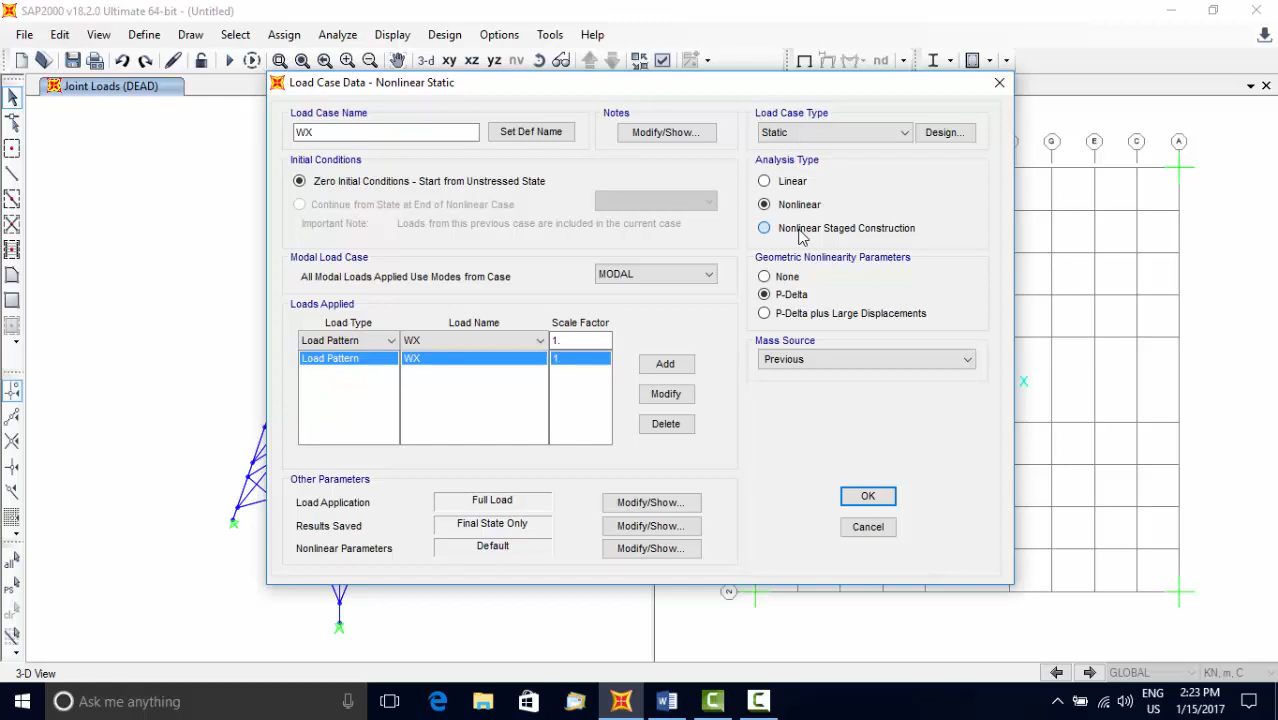 SAP2000 v18.2.0 Ultimate 64-bit - (Untitled)
File Edit View Define Draw Select Assign Analyze Display Design Options Tools Help
3-d xy xz yz nv nd
Joint Loads (DEAD)
Load Case Data - Nonlinear Static
Load Case Name Notes Load Case Type
WX Set Def Name Modify/Show... Static Design...
Initial Conditions Analysis Type
Zero Initial Conditions - Start from Unstressed State Linear
Continue from State at End of Nonlinear Case Nonlinear
Important Note: Loads from this previous case are included in the current case Nonlinear Staged Construction
Modal Load Case Geometric Nonlinearity Parameters
All Modal Loads Applied Use Modes from Case MODAL None
P-Delta
Loads Applied P-Delta plus Large Displacements
Load Type Load Name Scale Factor
Load Pattern WX 1. Mass Source
Load Pattern WX 1. Previous
Add
Modify
Delete
Other Parameters
Load Application Full Load Modify/Show... OK
Results Saved Final State Only Modify/Show... Cancel
Nonlinear Parameters Default Modify/Show...
G E C A
X
2
all
PS
clr
3-D View GLOBAL KN, m, C
Ask me anything
ENG 2:23 PM
US 1/15/2017